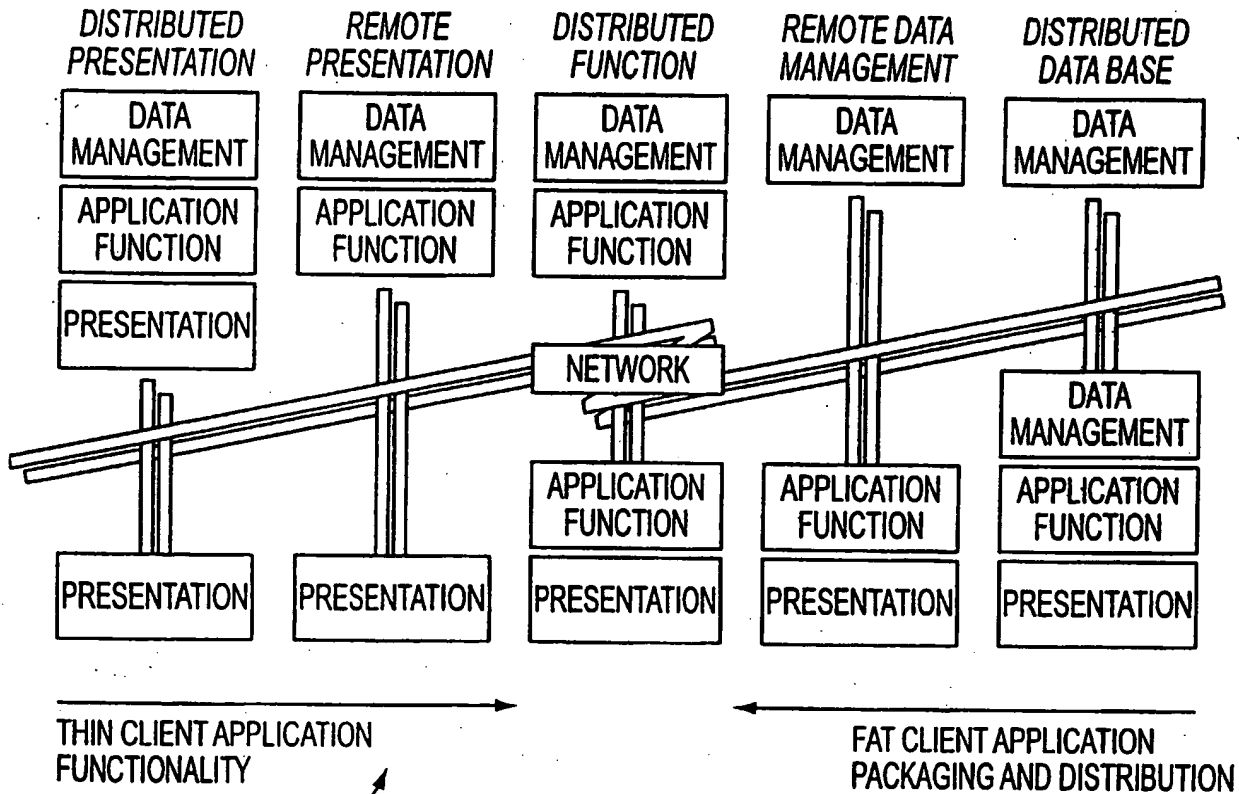 DISTRIBUTED
PRESENTATION
REMOTE
PRESENTATION
DISTRIBUTED
FUNCTION
REMOTE DATA
MANAGEMENT
DISTRIBUTED
DATA BASE
DATA
MANAGEMENT
DATA
MANAGEMENT
DATA
MANAGEMENT
DATA
MANAGEMENT
DATA
MANAGEMENT
APPLICATION
FUNCTION
APPLICATION
FUNCTION
APPLICATION
FUNCTION
PRESENTATION
NETWORK
DATA
MANAGEMENT
APPLICATION
FUNCTION
APPLICATION
FUNCTION
APPLICATION
FUNCTION
PRESENTATION
PRESENTATION
PRESENTATION
PRESENTATION
PRESENTATION
THIN CLIENT APPLICATION
FUNCTIONALITY
FAT CLIENT APPLICATION
PACKAGING AND DISTRIBUTION